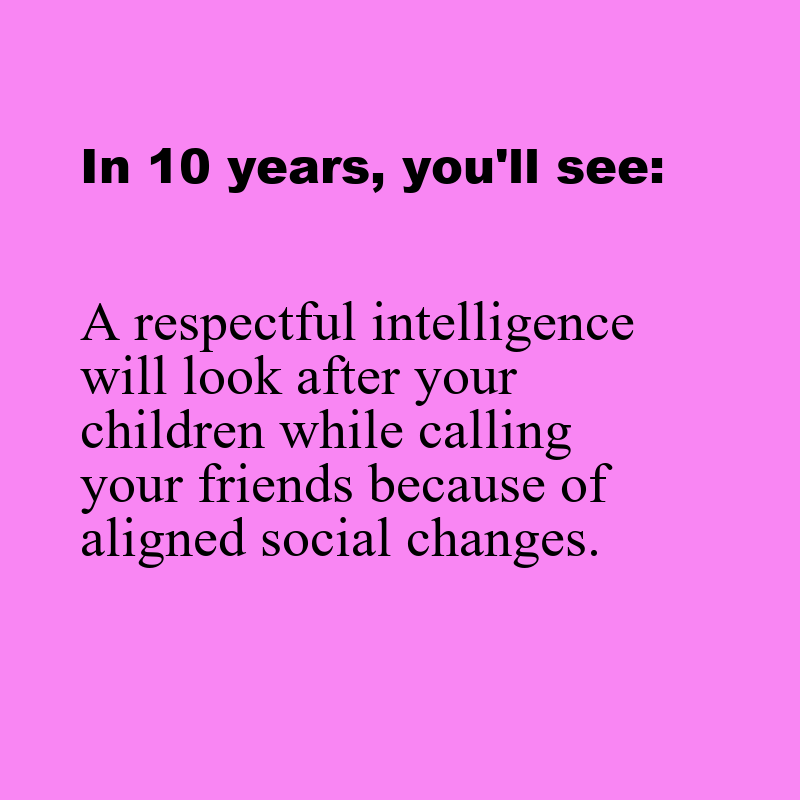 In 10 years, you'll see:
A respectful intelligence
will look after your
children while calling
your friends because of
aligned social changes.